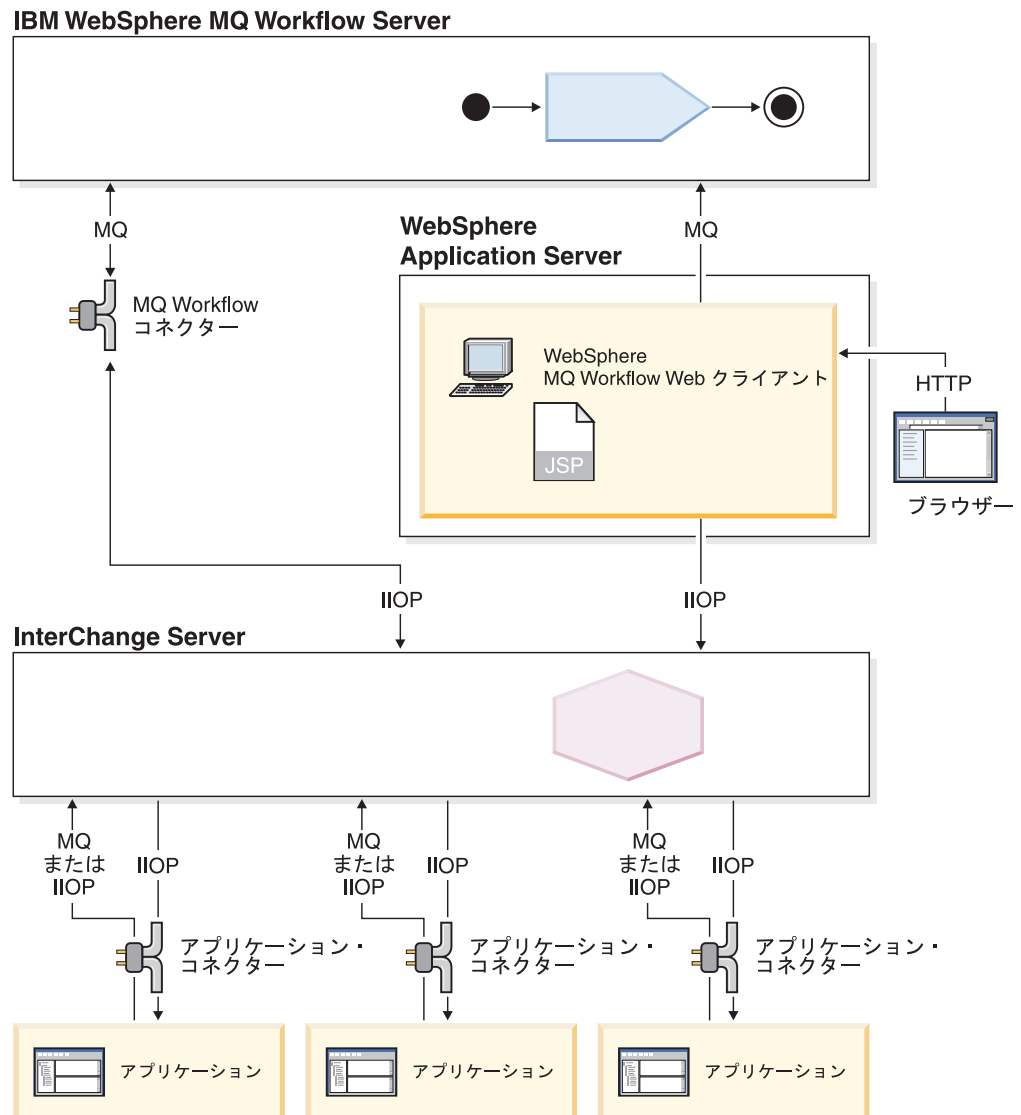 IBM WebSphere MQ Workflow Server
MQ
WebSphere
Application Server
MQ
MQ Workflow
コネクター
WebSphere
MQ Workflow Web クライアント
JSP
HTTP
ブラウザー
IIOP
IIOP
InterChange Server
MQ
または
IIOP
IIOP
MQ
または
IIOP
IIOP
MQ
または
IIOP
IIOP
アプリケーション・
コネクター
アプリケーション・
コネクター
アプリケーション・
コネクター
アプリケーション
アプリケーション
アプリケーション